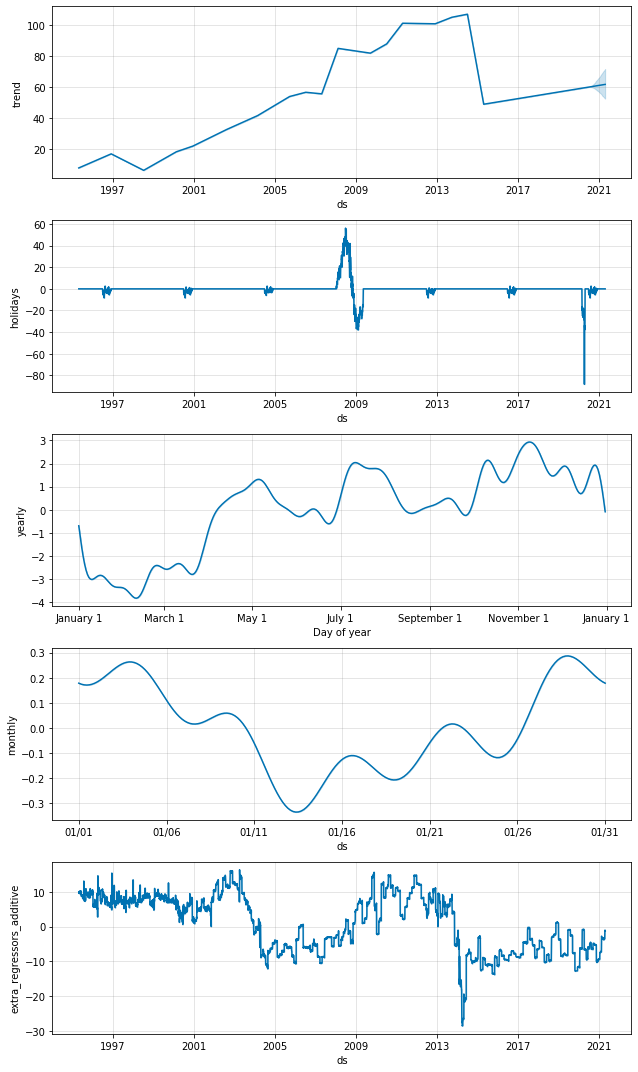 100
80
60
40
20
trend
1997 2001 2005 2009 2013 2017 2021
ds
60
40
20
0
−20
−40
−60
−80
holidays
1997 2001 2005 2009 2013 2017 2021
ds
3
2
1
0
−1
−2
−3
−4
yearly
January 1 March 1 May 1 July 1 September 1 November 1 January 1
Day of year
0.3
0.2
0.1
0.0
−0.1
−0.2
−0.3
monthly
01/01 01/06 01/11 01/16 01/21 01/26 01/31
ds
10
0
−10
−20
−30
extra_regressors_additive
1997 2001 2005 2009 2013 2017 2021
ds